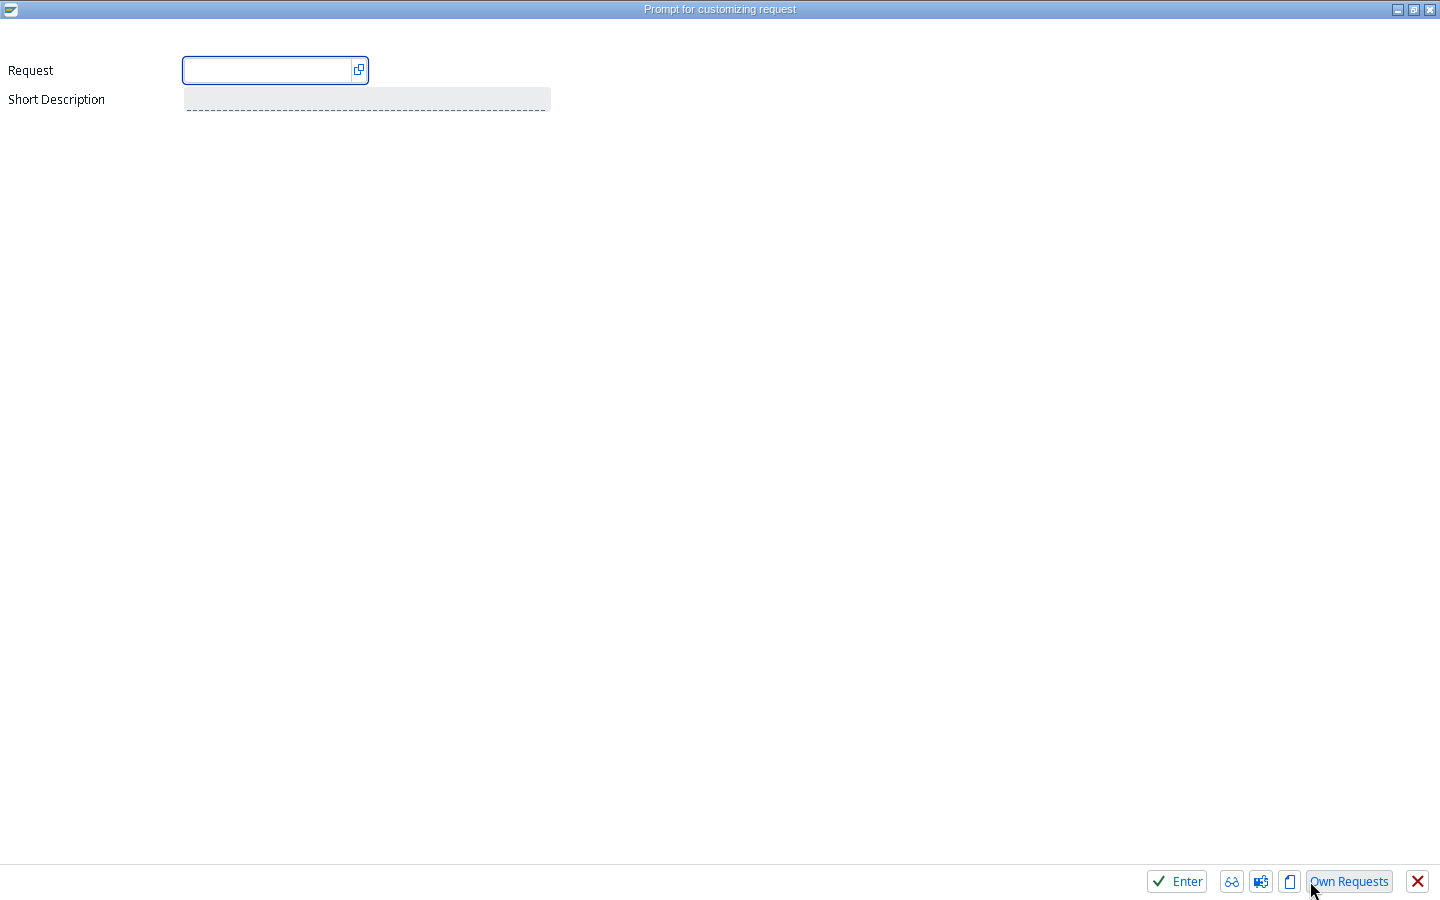 Prompt for customizing request
Request
Short Description
Enter
Own Requests